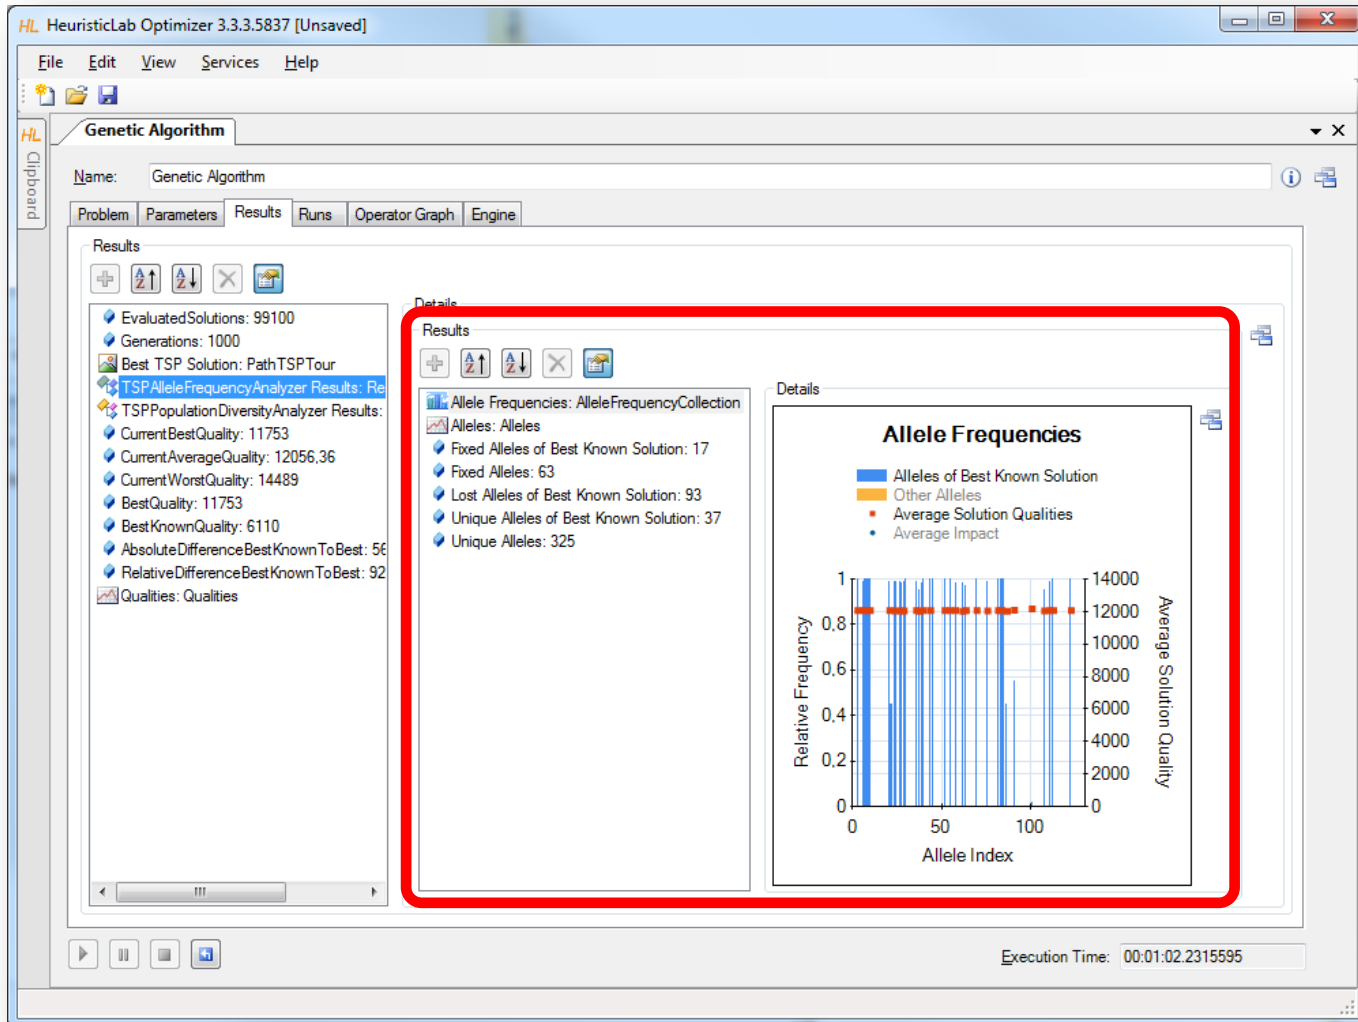 HL HeuristicLab Optimizer 3.3.3.5837 [Unsaved]
File Edit View Services Help
HL Clipboard
Genetic Algorithm
Name: Genetic Algorithm
Problem Parameters Results Runs Operator Graph Engine
Results
EvaluatedSolutions: 99100
Generations: 1000
Best TSP Solution: PathTSPTour
TSPAlleleFrequencyAnalyzer Results: Re
TSPPopulationDiversityAnalyzer Results:
CurrentBestQuality: 11753
CurrentAverageQuality: 12056,36
CurrentWorstQuality: 14489
BestQuality: 11753
BestKnownQuality: 6110
AbsoluteDifferenceBestKnownToBest: 56
RelativeDifferenceBestKnownToBest: 92
Qualities: Qualities
Details
Results
Allele Frequencies: AlleleFrequencyCollection
Alleles: Alleles
Fixed Alleles of Best Known Solution: 17
Fixed Alleles: 63
Lost Alleles of Best Known Solution: 93
Unique Alleles of Best Known Solution: 37
Unique Alleles: 325
Details
Allele Frequencies
Alleles of Best Known Solution
Other Alleles
Average Solution Qualities
Average Impact
Relative Frequency
1
0,8
0,6
0,4
0,2
0
14000
12000
10000
8000
6000
4000
2000
0
Average Solution Quality
0 50 100
Allele Index
Execution Time: 00:01:02.2315595